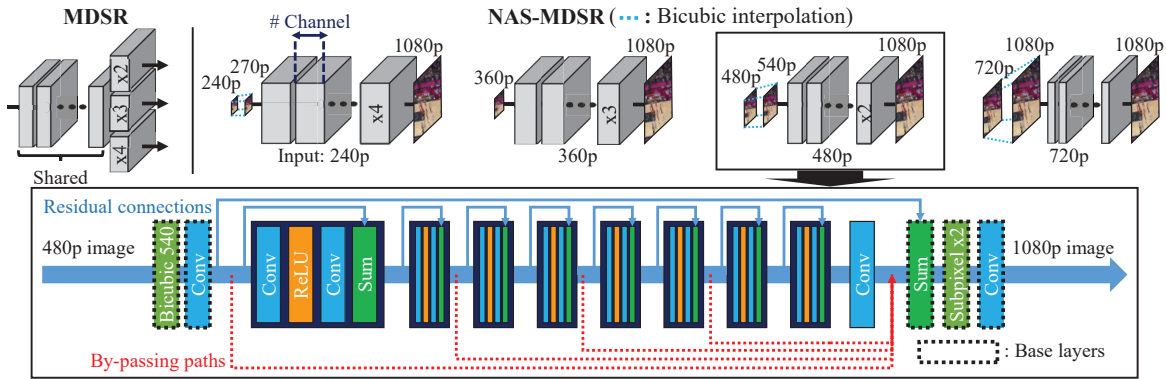 MDSR
x2
x3
x4
Shared
NAS-MDSR ( : Bicubic interpolation)
# Channel
240p
270p
x4
1080p
Input: 240p
360p
x3
1080p
360p
480p
540p
x2
1080p
480p
720p
1080p
1080p
720p
Residual connections
480p image
Bicubic 540
Conv
Conv
ReLU
Conv
Sum
Conv
Sum
Subpixel x2
Conv
1080p image
By-passing paths
: Base layers